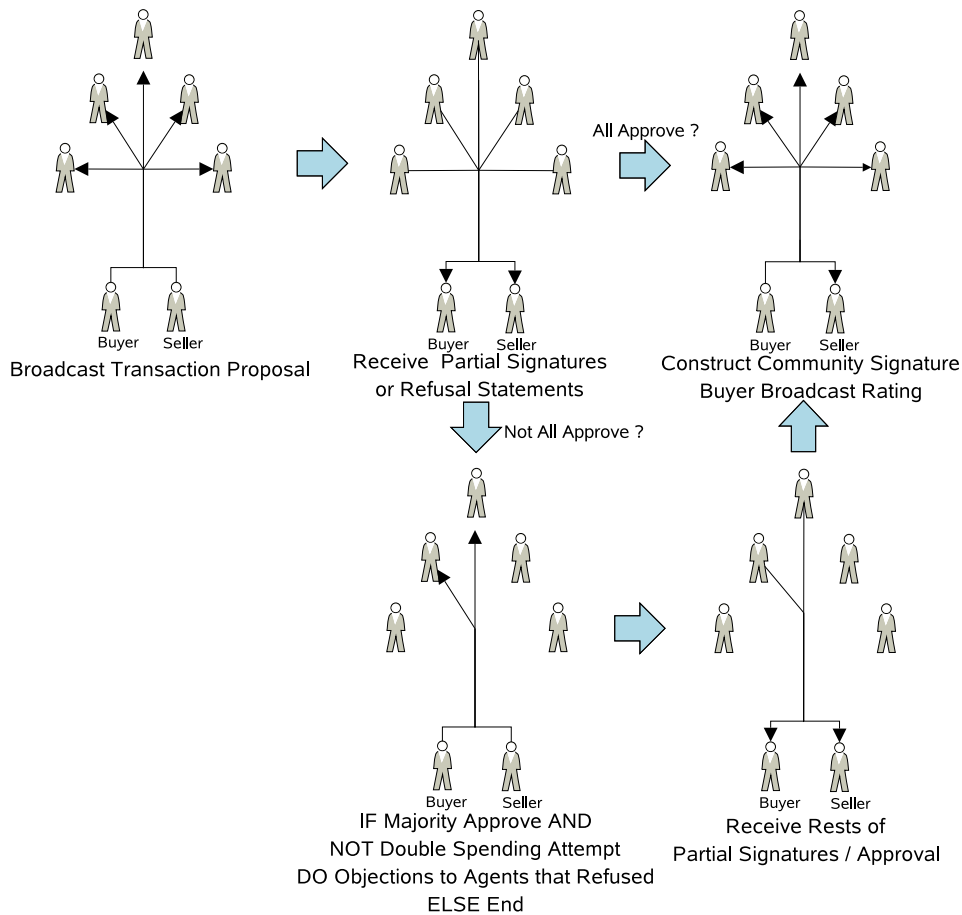 All Approve ?
Buyer Seller
Broadcast Transaction Proposal
Buyer Seller
Receive Partial Signatures
or Refusal Statements
Buyer Seller
Construct Community Signature
Buyer Broadcast Rating
Not All Approve ?
Buyer Seller
IF Majority Approve AND
NOT Double Spending Attempt
DO Objections to Agents that Refused
ELSE End
Buyer Seller
Receive Rests of
Partial Signatures / Approval